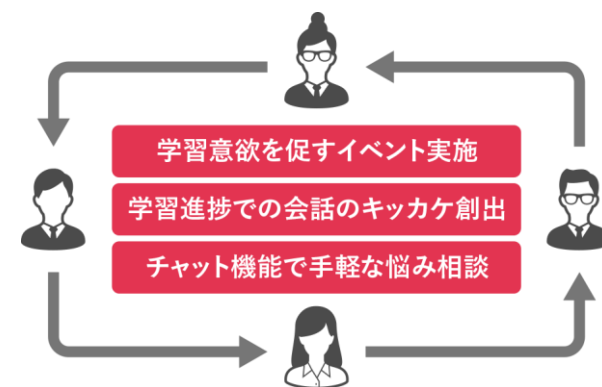 学習意欲を促すイベント実施
学習進捗での会話のキッカケ創出
チャット機能で手軽な悩み相談